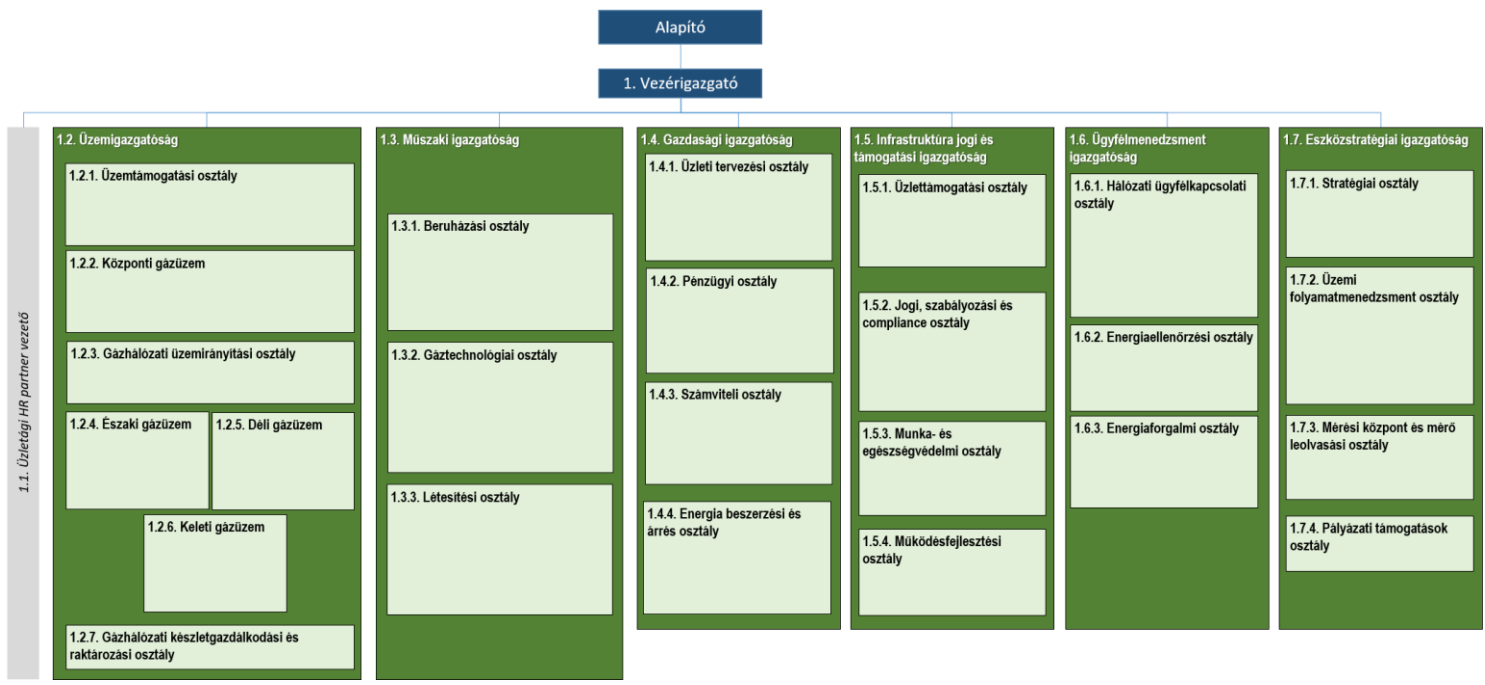 Alapító
1. Vezérigazgató
1.1. Üzletági HR partner vezető
1.2. Üzemigazgatóság
1.2.1. Üzemtámogatási osztály
1.2.2. Központi gázüzem
1.2.3. Gázhálózati üzemirányítási osztály
1.2.4. Északi gázüzem
1.2.5. Déli gázüzem
1.2.6. Keleti gázüzem
1.2.7. Gázhálózati készletgazdálkodási és
raktározási osztály
1.3. Műszaki igazgatóság
1.3.1. Beruházási osztály
1.3.2. Gáztechnológiai osztály
1.3.3. Létesítési osztály
1.4. Gazdasági igazgatóság
1.4.1. Üzleti tervezési osztály
1.4.2. Pénzügyi osztály
1.4.3. Számviteli osztály
1.4.4. Energia beszerzési és
árrés osztály
1.5. Infrastruktúra jogi és
támogatási igazgatóság
1.5.1. Üzlettámogatási osztály
1.5.2. Jogi, szabályozási és
compliance osztály
1.5.3. Munka- és
egészségvédelmi osztály
1.5.4. Működésfejlesztési
osztály
1.6. Ügyfélmenedzsment
igazgatóság
1.6.1. Hálózati ügyfélkapcsolati
osztály
1.6.2. Energiaellenőrzési osztály
1.6.3. Energiaforgalmi osztály
1.7. Eszközstratégiai igazgatóság
1.7.1. Stratégiai osztály
1.7.2. Üzemi
folyamatmenedzsment osztály
1.7.3. Mérési központ és mérő
leolvasási osztály
1.7.4. Pályázati támogatások
osztály